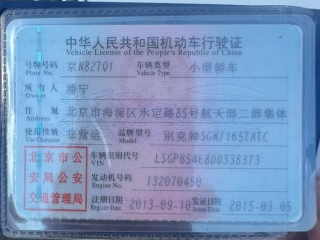 中华人民共和国机动车行驶证
Vehicle License of the People's Republic of China
号牌号码 京N827Q1 车辆类型 小型轿车
Plate No. Vehicle Type
所有人 潘宁
Owner
住址 北京市海淀区永定路85号航天部二部集体
Address
使用性质 非营运 品牌型号 别克牌SGM7165TATC
Use Character Model
北京市公安局公安交通管理局
车辆识别代号 LSGPB54E8DD338373
VIN
发动机号码 132070450
Engine No.
注册日期 2013-09-10 发证日期 2015-03-05
Register Date Issue Date